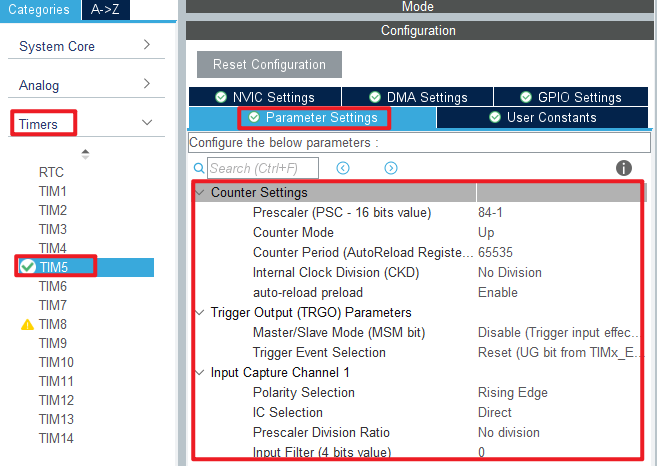 Categories A->Z
System Core
Analog
Timers
RTC
TIM1
TIM2
TIM3
TIM4
TIM5
TIM6
TIM7
TIM8
TIM9
TIM10
TIM11
TIM12
TIM13
TIM14
Mode
Configuration
Reset Configuration
NVIC Settings DMA Settings GPIO Settings
Parameter Settings User Constants
Configure the below parameters :
Search (Ctrl+F)
Counter Settings
Prescaler (PSC - 16 bits value) 84-1
Counter Mode Up
Counter Period (AutoReload Registe... 65535
Internal Clock Division (CKD) No Division
auto-reload preload Enable
Trigger Output (TRGO) Parameters
Master/Slave Mode (MSM bit) Disable (Trigger input effec...
Trigger Event Selection Reset (UG bit from TIMx_E...
Input Capture Channel 1
Polarity Selection Rising Edge
IC Selection Direct
Prescaler Division Ratio No division
Input Filter (4 bits value) 0